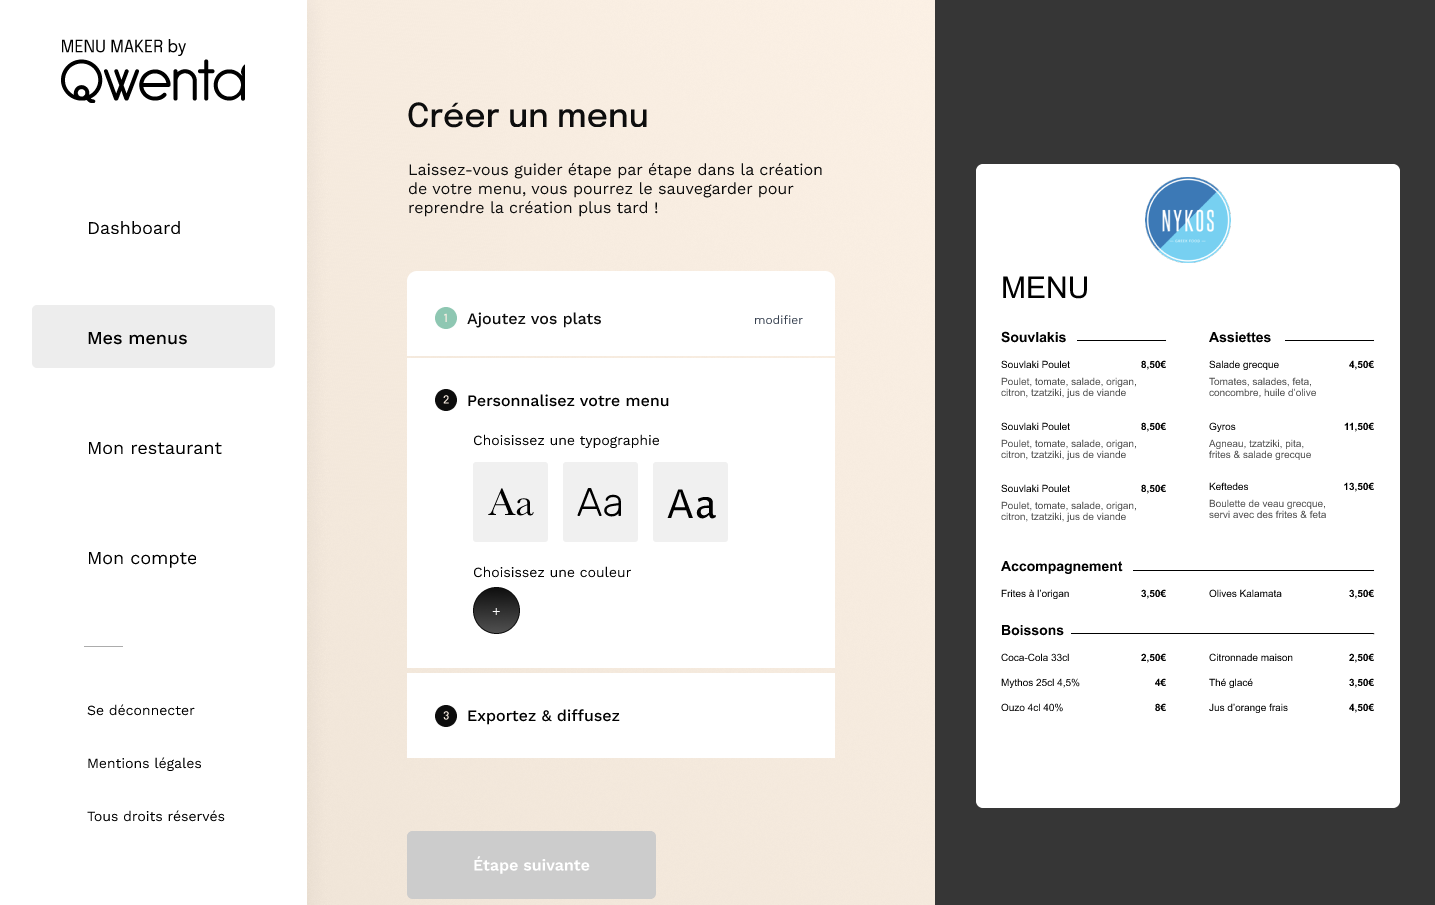 MENU MAKER by
Qwenta
Dashboard
Mes menus
Mon restaurant
Mon compte
Se déconnecter
Mentions légales
Tous droits réservés
Créer un menu
Laissez-vous guider étape par étape dans la création
de votre menu, vous pourrez le sauvegarder pour
reprendre la création plus tard !
1 Ajoutez vos plats modifier
2 Personnalisez votre menu
Choisissez une typographie
Aa Aa Aa
Choisissez une couleur
+
3 Exportez & diffusez
Étape suivante
NYKOS
MENU
Souvlakis
Souvlaki Poulet 8,50€
Poulet, tomate, salade, origan,
citron, tzatziki, jus de viande
Souvlaki Poulet 8,50€
Poulet, tomate, salade, origan,
citron, tzatziki, jus de viande
Souvlaki Poulet 8,50€
Poulet, tomate, salade, origan,
citron, tzatziki, jus de viande
Assiettes
Salade grecque 4,50€
Tomates, salades, feta,
concombre, huile d'olive
Gyros 11,50€
Agneau, tzatziki, pita,
frites & salade grecque
Keftedes 13,50€
Boulette de veau grecque,
servi avec des frites & feta
Accompagnement
Frites à l'origan 3,50€ Olives Kalamata 3,50€
Boissons
Coca-Cola 33cl 2,50€ Citronnade maison 2,50€
Mythos 25cl 4,5% 4€ Thé glacé 3,50€
Ouzo 4cl 40% 8€ Jus d'orange frais 4,50€